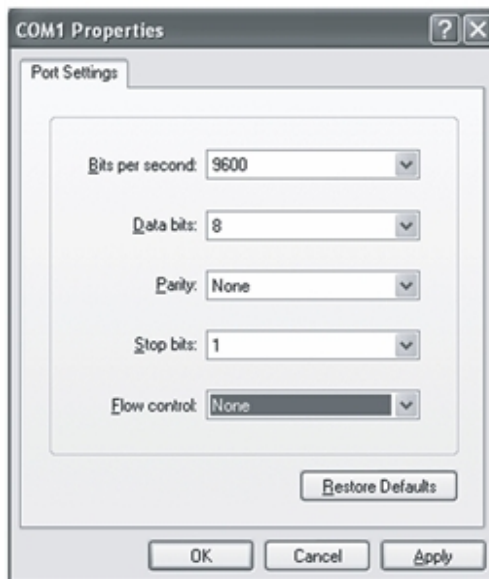 COM1 Properties
Port Settings
Bits per second: 9600
Data bits: 8
Parity: None
Stop bits: 1
Flow control: None
Restore Defaults
OK Cancel Apply